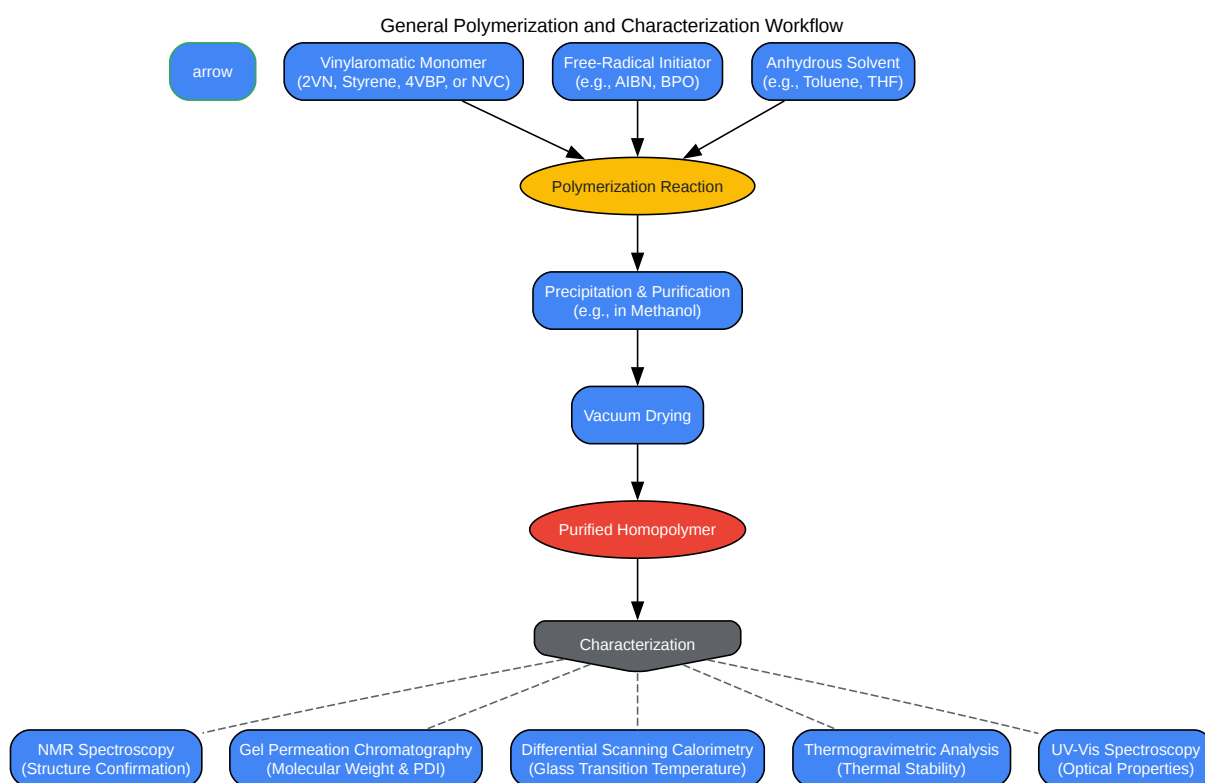 General Polymerization and Characterization Workflow
arrow
Vinylaromatic Monomer
(2VN, Styrene, 4VBP, or NVC)
Free-Radical Initiator
(e.g., AIBN, BPO)
Anhydrous Solvent
(e.g., Toluene, THF)
Polymerization Reaction
Precipitation & Purification
(e.g., in Methanol)
Vacuum Drying
Purified Homopolymer
Characterization
NMR Spectroscopy
(Structure Confirmation)
Gel Permeation Chromatography
(Molecular Weight & PDI)
Differential Scanning Calorimetry
(Glass Transition Temperature)
Thermogravimetric Analysis
(Thermal Stability)
UV-Vis Spectroscopy
(Optical Properties)